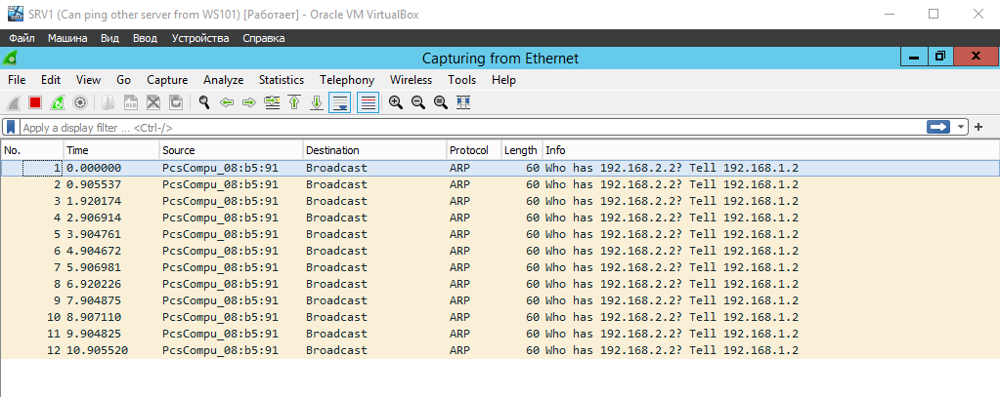 SRV1 (Can ping other server from WS101) [Работает] - Oracle VM VirtualBox
Файл Машина Вид Ввод Устройства Справка
Capturing from Ethernet
File Edit View Go Capture Analyze Statistics Telephony Wireless Tools Help
Apply a display filter ... <Ctrl-/>
No. Time Source Destination Protocol Length Info
1 0.000000 PcsCompu_08:b5:91 Broadcast ARP 60 Who has 192.168.2.2? Tell 192.168.1.2
2 0.905537 PcsCompu_08:b5:91 Broadcast ARP 60 Who has 192.168.2.2? Tell 192.168.1.2
3 1.920174 PcsCompu_08:b5:91 Broadcast ARP 60 Who has 192.168.2.2? Tell 192.168.1.2
4 2.906914 PcsCompu_08:b5:91 Broadcast ARP 60 Who has 192.168.2.2? Tell 192.168.1.2
5 3.904761 PcsCompu_08:b5:91 Broadcast ARP 60 Who has 192.168.2.2? Tell 192.168.1.2
6 4.904672 PcsCompu_08:b5:91 Broadcast ARP 60 Who has 192.168.2.2? Tell 192.168.1.2
7 5.906981 PcsCompu_08:b5:91 Broadcast ARP 60 Who has 192.168.2.2? Tell 192.168.1.2
8 6.920226 PcsCompu_08:b5:91 Broadcast ARP 60 Who has 192.168.2.2? Tell 192.168.1.2
9 7.904875 PcsCompu_08:b5:91 Broadcast ARP 60 Who has 192.168.2.2? Tell 192.168.1.2
10 8.907110 PcsCompu_08:b5:91 Broadcast ARP 60 Who has 192.168.2.2? Tell 192.168.1.2
11 9.904825 PcsCompu_08:b5:91 Broadcast ARP 60 Who has 192.168.2.2? Tell 192.168.1.2
12 10.905520 PcsCompu_08:b5:91 Broadcast ARP 60 Who has 192.168.2.2? Tell 192.168.1.2